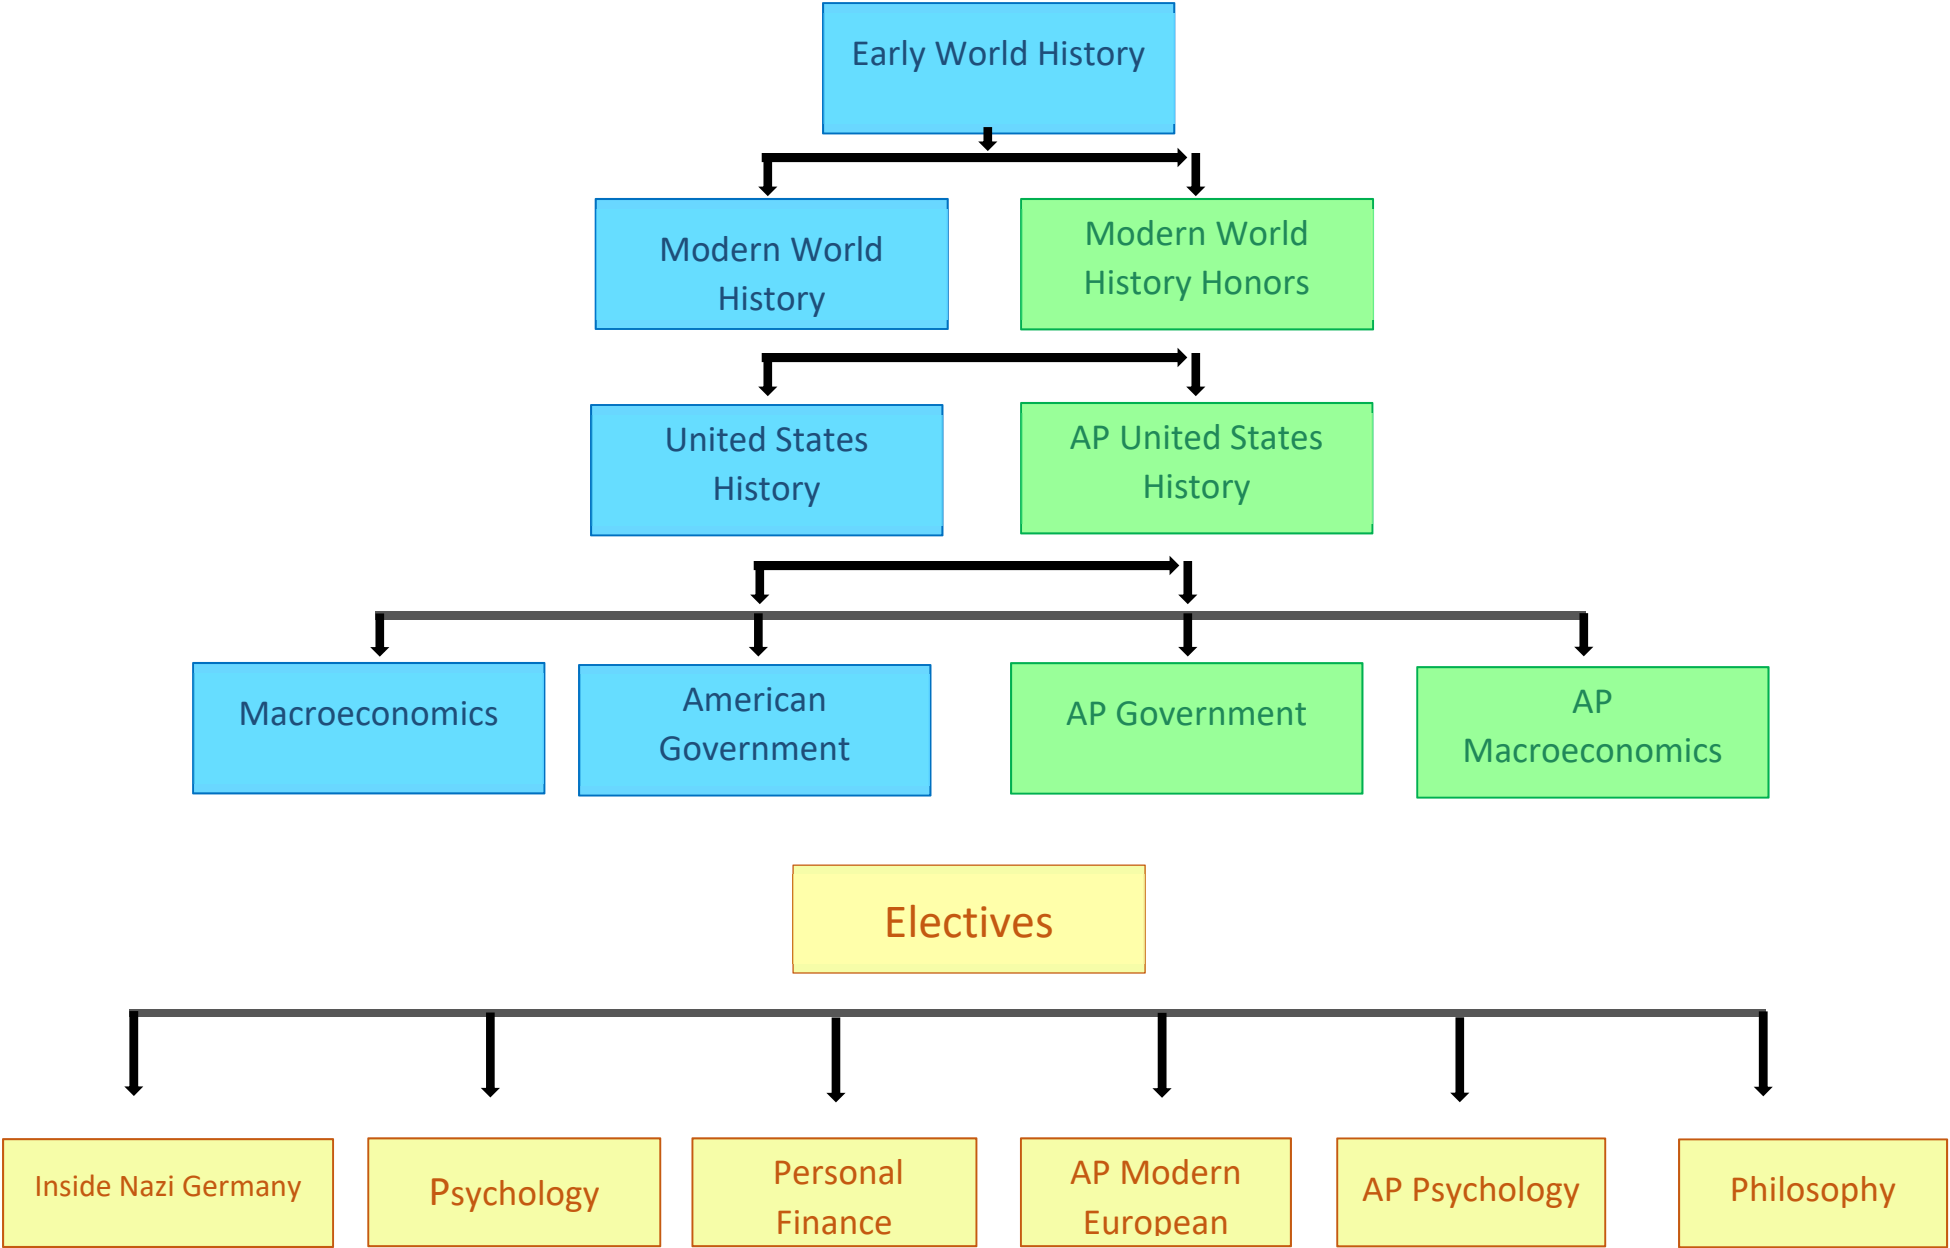 Early World History
Modern World
History
Modern World
History Honors
United States
History
AP United States
History
Macroeconomics
American
Government
AP Government
AP
Macroeconomics
Electives
Inside Nazi Germany
Psychology
Personal
Finance
AP Modern
European
AP Psychology
Philosophy